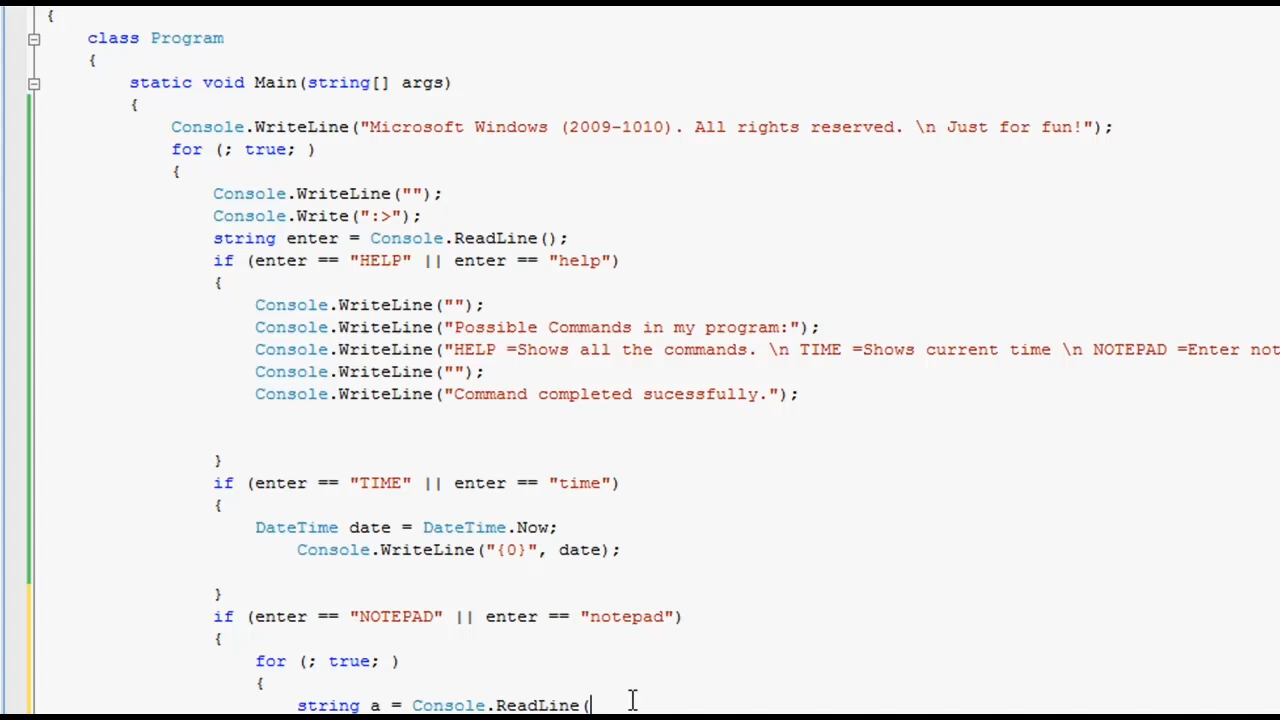 {
class Program
{
static void Main(string[] args)
{
Console.WriteLine("Microsoft Windows (2009-1010). All rights reserved. \n Just for fun!");
for (; true; )
{
Console.WriteLine("");
Console.Write(":>");
string enter = Console.ReadLine();
if (enter == "HELP" || enter == "help")
{
Console.WriteLine("");
Console.WriteLine("Possible Commands in my program:");
Console.WriteLine("HELP =Shows all the commands. \n TIME =Shows current time \n NOTEPAD =Enter not
Console.WriteLine("");
Console.WriteLine("Command completed sucessfully.");
}
if (enter == "TIME" || enter == "time")
{
DateTime date = DateTime.Now;
Console.WriteLine("{0}", date);
}
if (enter == "NOTEPAD" || enter == "notepad")
{
for (; true; )
{
string a = Console.ReadLine(